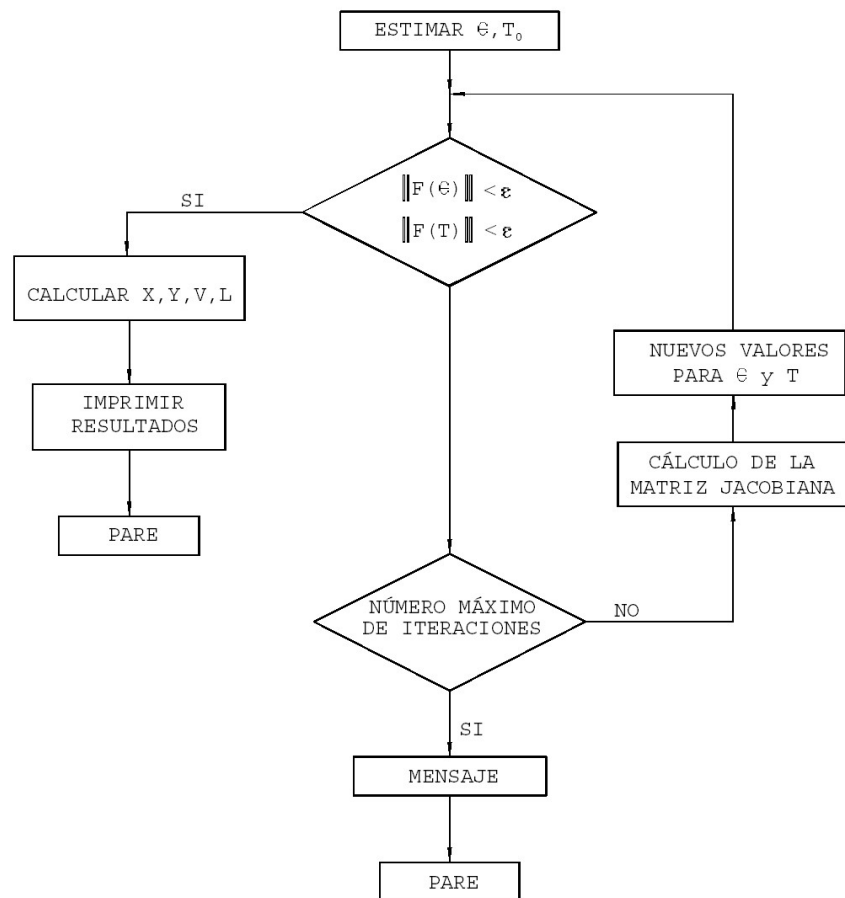 ESTIMAR ϵ,T₀
‖F(ϵ)‖ < ε
‖F(T)‖ < ε
SI
CALCULAR X,Y,V,L
IMPRIMIR
RESULTADOS
PARE
NUEVOS VALORES
PARA ϵ y T
CÁLCULO DE LA
MATRIZ JACOBIANA
NÚMERO MÁXIMO
DE ITERACIONES
NO
SI
MENSAJE
PARE